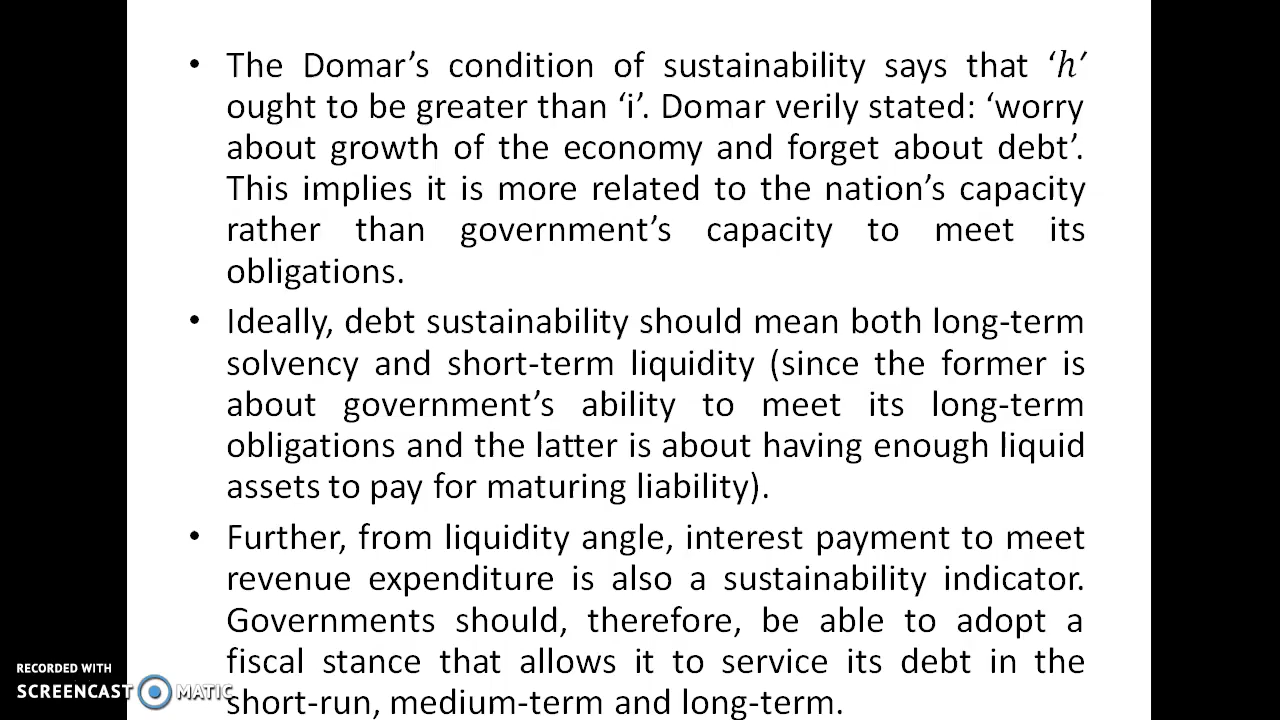 • The Domar’s condition of sustainability says that ‘h’
ought to be greater than ‘i’. Domar verily stated: ‘worry
about growth of the economy and forget about debt’.
This implies it is more related to the nation’s capacity
rather than government’s capacity to meet its
obligations.
• Ideally, debt sustainability should mean both long-term
solvency and short-term liquidity (since the former is
about government’s ability to meet its long-term
obligations and the latter is about having enough liquid
assets to pay for maturing liability).
• Further, from liquidity angle, interest payment to meet
revenue expenditure is also a sustainability indicator.
Governments should, therefore, be able to adopt a
fiscal stance that allows it to service its debt in the
short-run, medium-term and long-term.
RECORDED WITH
SCREENCAST MATIC